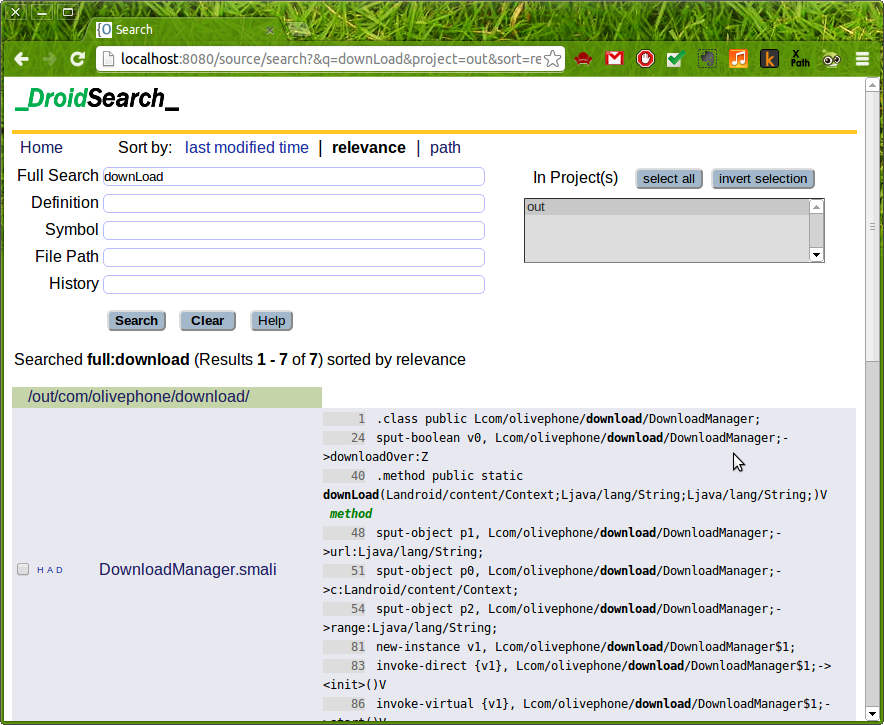 {O Search
localhost:8080/source/search?&q=downLoad&project=out&sort=re
k
X Path
_DroidSearch_
Home Sort by: last modified time | relevance | path
Full Search downLoad In Project(s) select all invert selection
Definition out
Symbol
File Path
History
Search Clear Help
Searched full:download (Results 1 - 7 of 7) sorted by relevance
/out/com/olivephone/download/
1 .class public Lcom/olivephone/download/DownloadManager;
24 sput-boolean v0, Lcom/olivephone/download/DownloadManager;-
>downloadOver:Z
40 .method public static
downLoad(Landroid/content/Context;Ljava/lang/String;Ljava/lang/String;)V
method
48 sput-object p1, Lcom/olivephone/download/DownloadManager;-
>url:Ljava/lang/String;
H A D DownloadManager.smali
51 sput-object p0, Lcom/olivephone/download/DownloadManager;-
>c:Landroid/content/Context;
54 sput-object p2, Lcom/olivephone/download/DownloadManager;-
>range:Ljava/lang/String;
81 new-instance v1, Lcom/olivephone/download/DownloadManager$1;
83 invoke-direct {v1}, Lcom/olivephone/download/DownloadManager$1;->
<init>()V
86 invoke-virtual {v1}, Lcom/olivephone/download/DownloadManager$1;-
>start()V